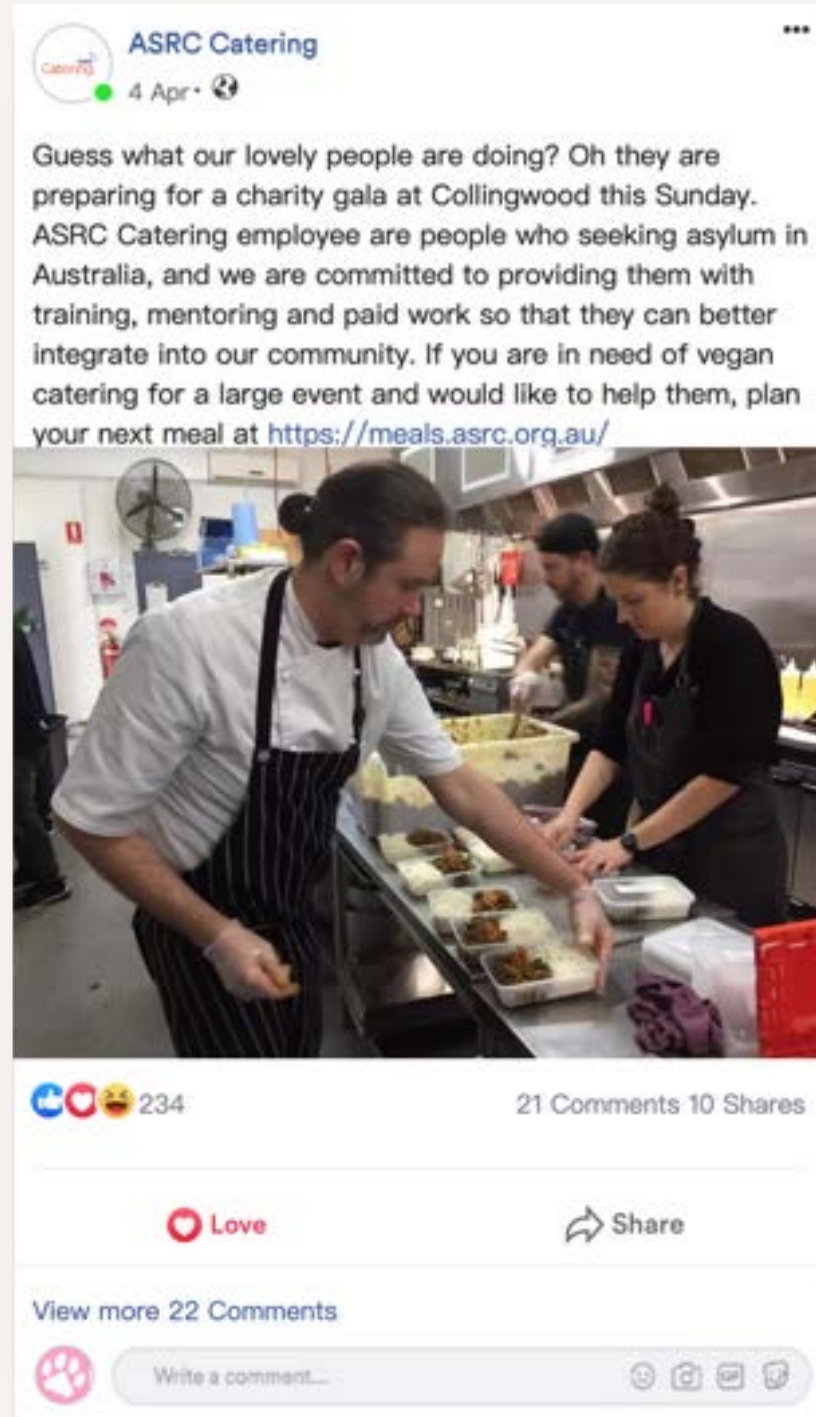 Catering
ASRC Catering
4 Apr·
Guess what our lovely people are doing? Oh they are
preparing for a charity gala at Collingwood this Sunday.
ASRC Catering employee are people who seeking asylum in
Australia, and we are committed to providing them with
training, mentoring and paid work so that they can better
integrate into our community. If you are in need of vegan
catering for a large event and would like to help them, plan
your next meal at https://meals.asrc.org.au/
234
21 Comments 10 Shares
Love
Share
View more 22 Comments
Write a comment...
GIF